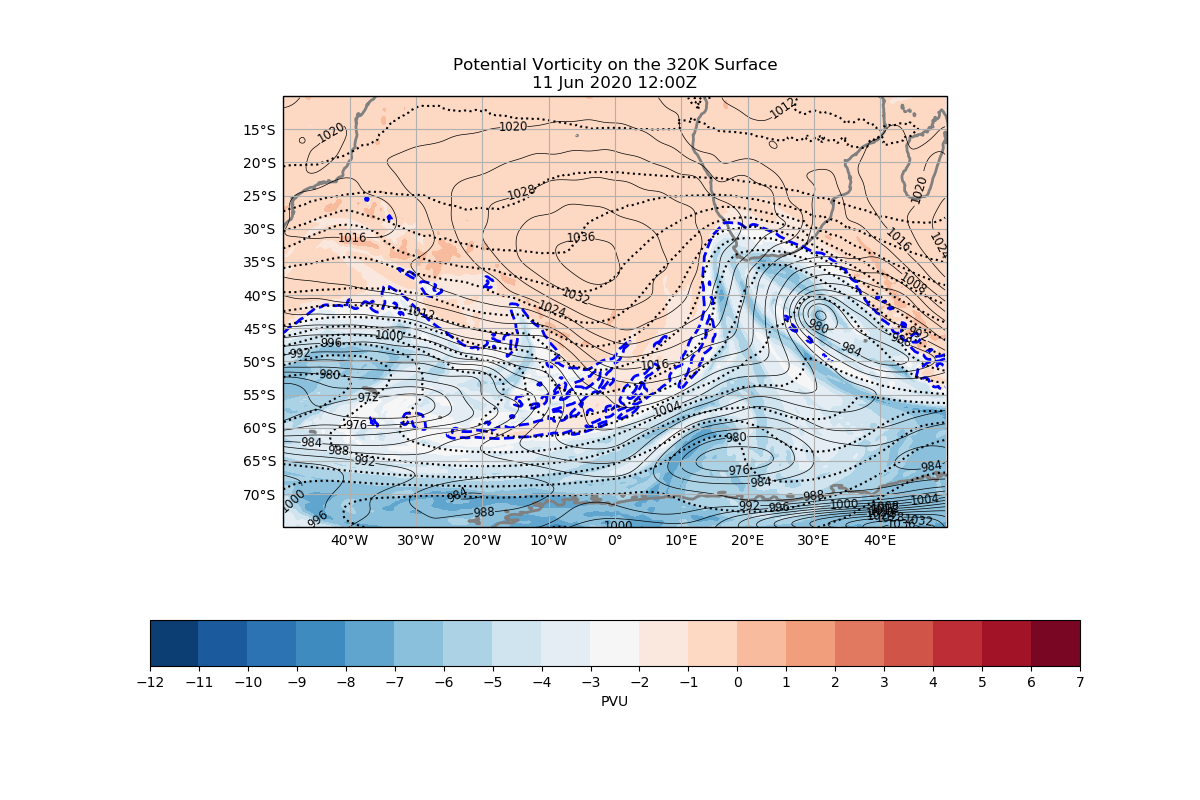 Potential Vorticity on the 320K Surface
11 Jun 2020 12:00Z
15°S
20°S
25°S
30°S
35°S
40°S
45°S
50°S
55°S
60°S
65°S
70°S
1020
1020
1012
1028
1020
1016
1036
1016
1024
1032
1024
1008
1012
980
996
1000
992
984
980
1016
972
1004
976
984
988
992
980
976
984
984
984
988
1000
996
988
1000
992
996
988
1000
1004
1032
40°W
30°W
20°W
10°W
0°
10°E
20°E
30°E
40°E
−12
−11
−10
−9
−8
−7
−6
−5
−4
−3
−2
−1
0
1
2
3
4
5
6
7
PVU